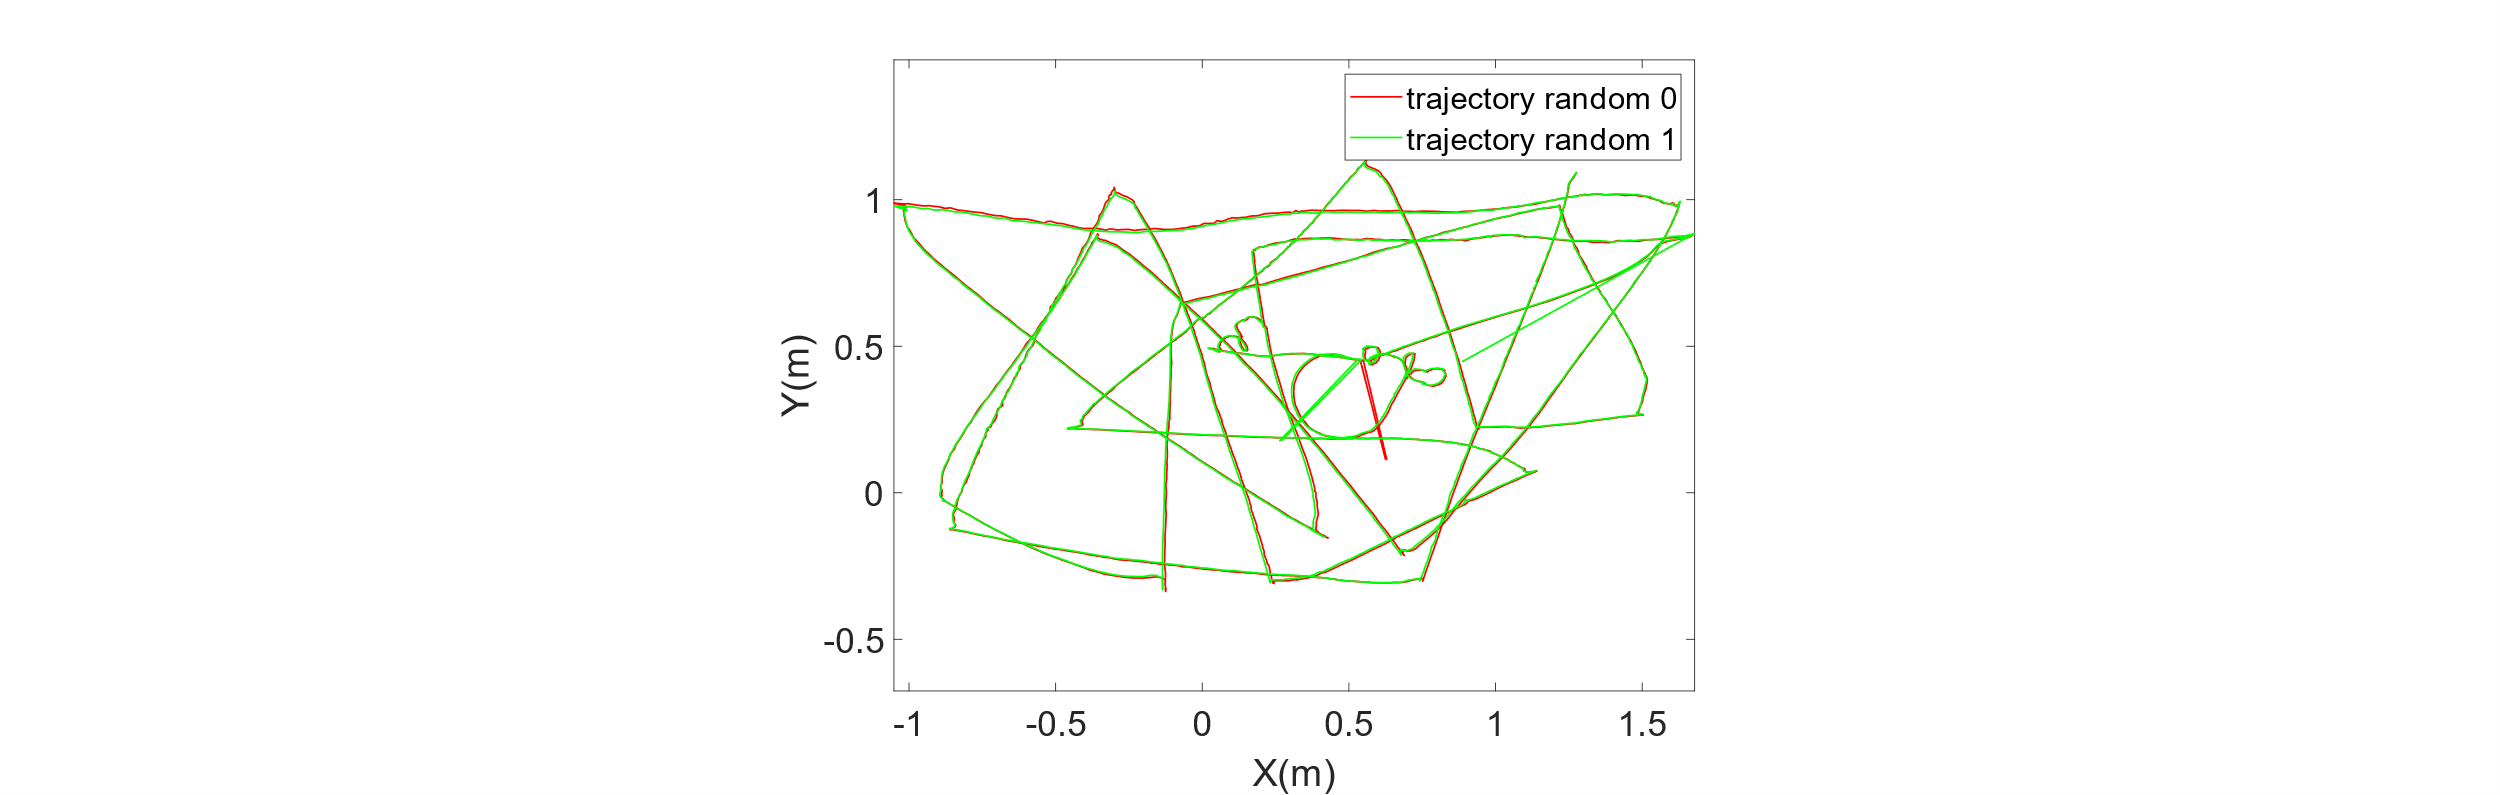 trajectory random 0
trajectory random 1
1
0.5
0
-0.5
Y(m)
-1 -0.5 0 0.5 1 1.5
X(m)